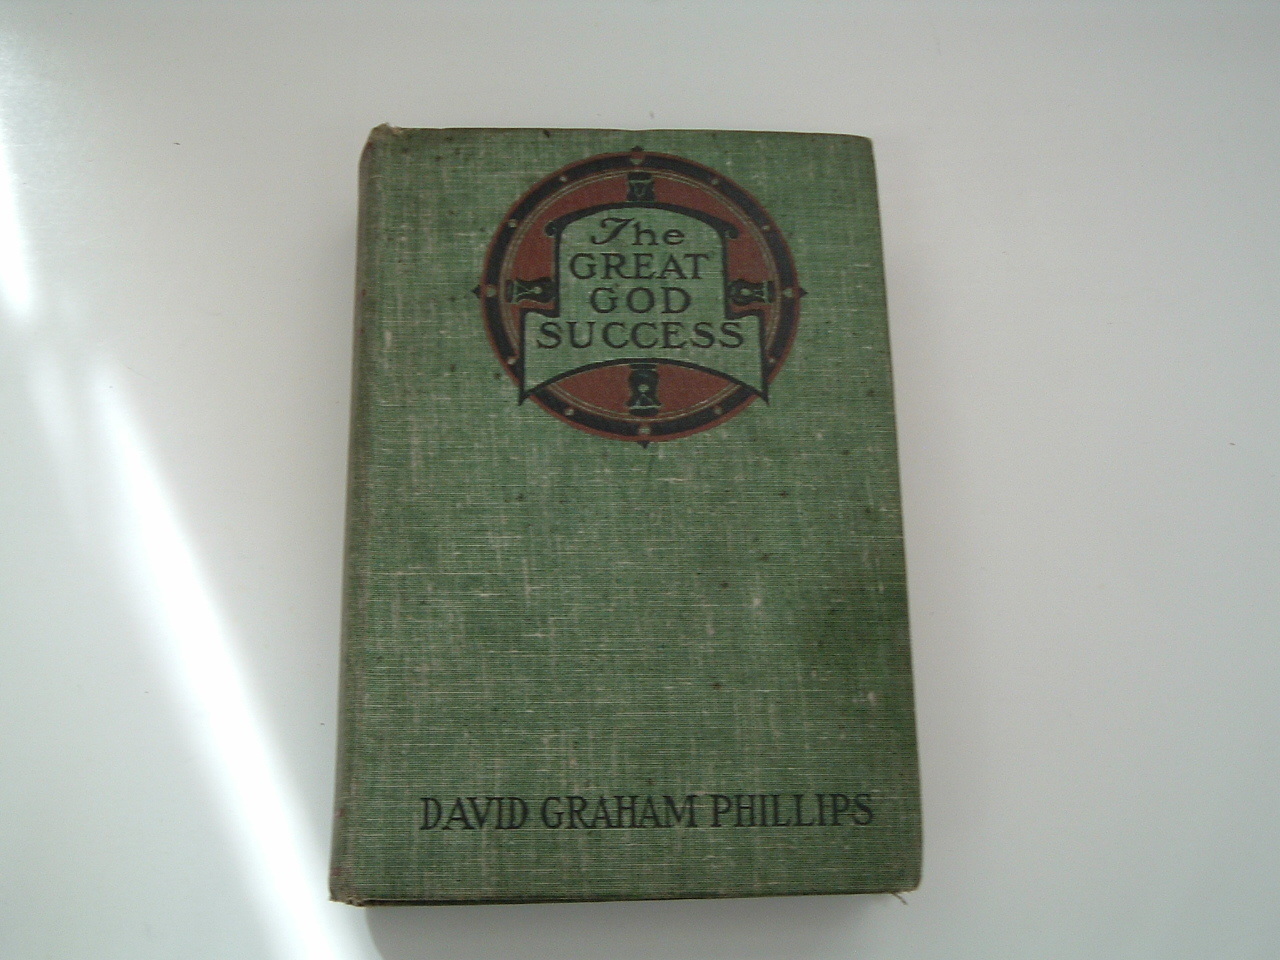 The
GREAT
GOD
SUCCESS
DAVID GRAHAM PHILLIPS